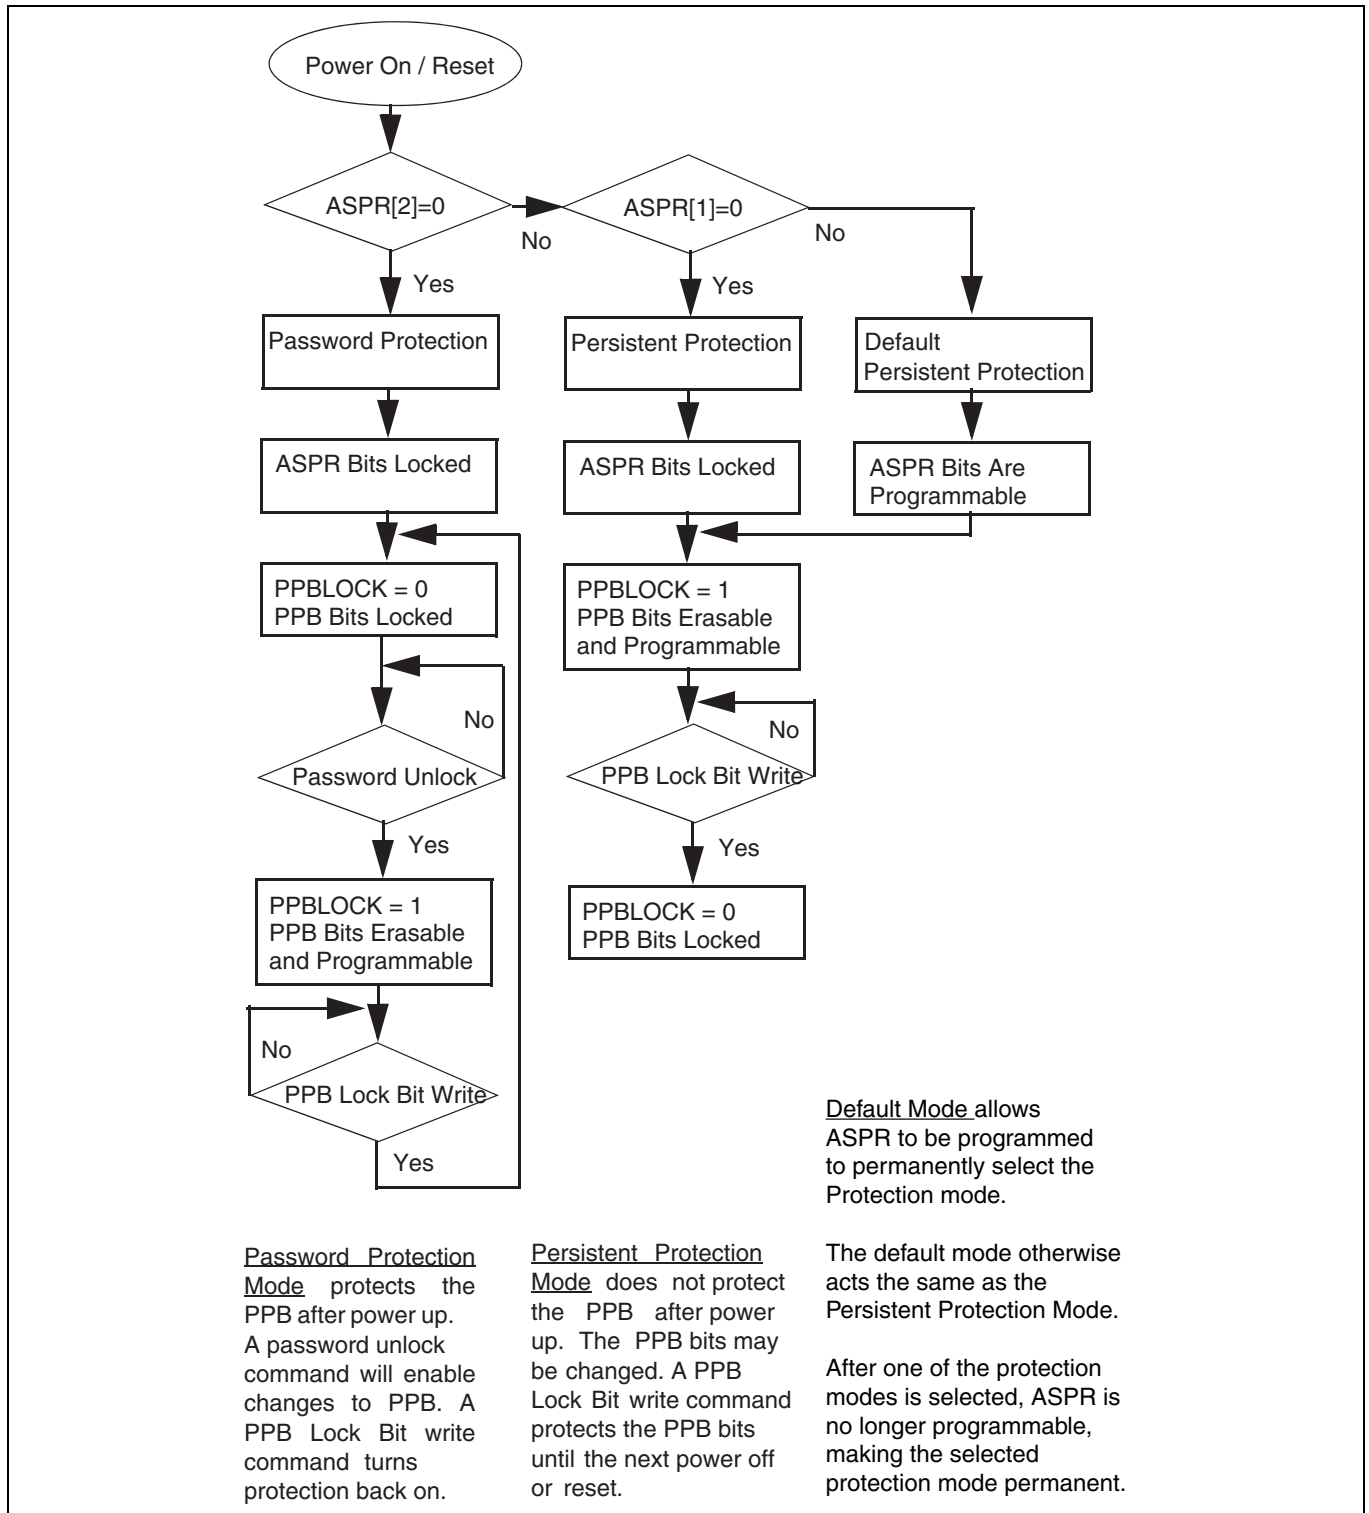 Power On / Reset
ASPR[2]=0
No
ASPR[1]=0
No
Yes
Yes
Password Protection
Persistent Protection
Default
Persistent Protection
ASPR Bits Locked
ASPR Bits Locked
ASPR Bits Are
Programmable
PPBLOCK = 0
PPB Bits Locked
PPBLOCK = 1
PPB Bits Erasable
and Programmable
No
No
Password Unlock
PPB Lock Bit Write
Yes
Yes
PPBLOCK = 1
PPB Bits Erasable
and Programmable
PPBLOCK = 0
PPB Bits Locked
No
PPB Lock Bit Write
Yes
Password Protection
Mode protects the
PPB after power up.
A password unlock
command will enable
changes to PPB. A
PPB Lock Bit write
command turns
protection back on.
Persistent Protection
Mode does not protect
the PPB after power
up. The PPB bits may
be changed. A PPB
Lock Bit write command
protects the PPB bits
until the next power off
or reset.
Default Mode allows
ASPR to be programmed
to permanently select the
Protection mode.
The default mode otherwise
acts the same as the
Persistent Protection Mode.
After one of the protection
modes is selected, ASPR is
no longer programmable,
making the selected
protection mode permanent.